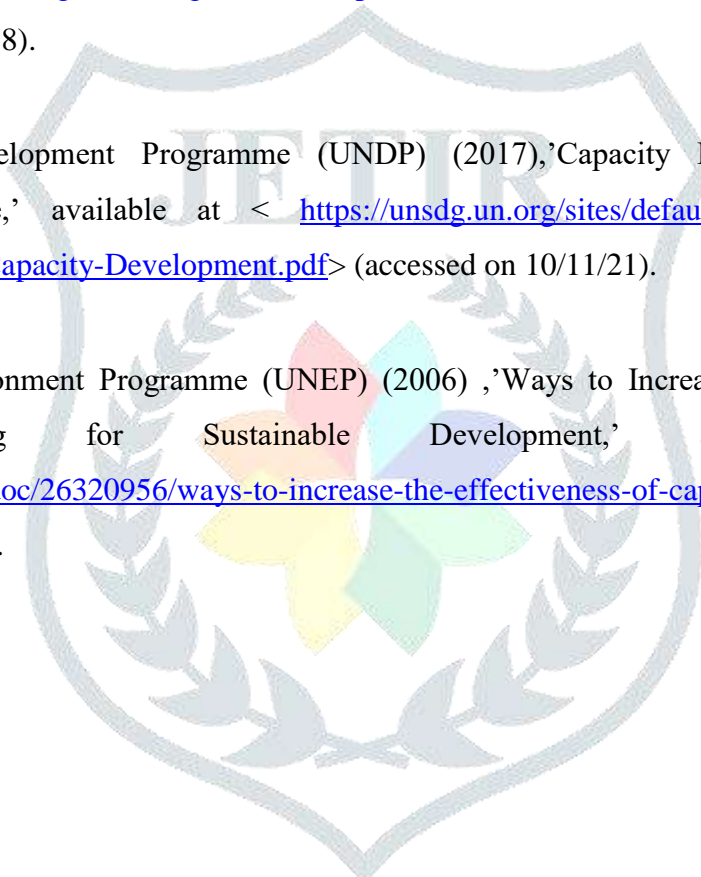 8).
JETIR
elopment Programme (UNDP) (2017),’Capacity
e,’ available at < https://unsdg.un.org/sites/defau
apacity-Development.pdf> (accessed on 10/11/21).
onment Programme (UNEP) (2006) ,’Ways to Increa
g for Sustainable Development,’
doc/26320956/ways-to-increase-the-effectiveness-of-cap
.